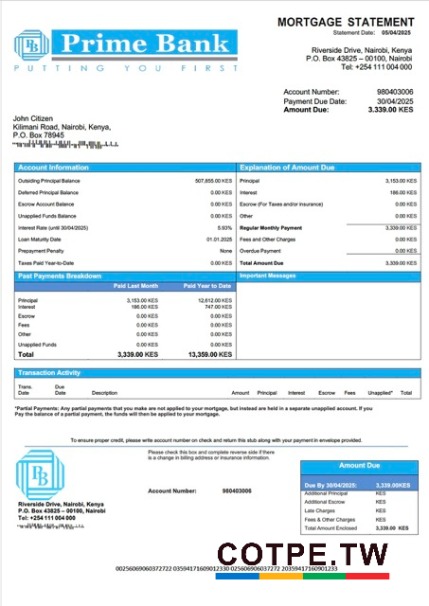 MORTGAGE STATEMENT
Statement Date: 05/04/2025
PB Prime Bank
PUTTING YOU FIRST
Riverside Drive, Nairobi, Kenya
P.O. Box 43825 – 00100, Nairobi
Tel: +254 111 004 000
Account Number: 980403006
Payment Due Date: 30/04/2025
Amount Due: 3.339.00 KES
John Citizen
Kilimani Road, Nairobi, Kenya,
P.O. Box 78945
Account Information
Outsiding Principal Balance 507,855.00 KES
Deferred Principal Balance 0.00 KES
Escrow Account Balance 0.00 KES
Unapplied Funds Balance 0.00 KES
Interest Rate (until 30/04/2025) 5.93%
Loan Maturity Date 01.01.2025
Prepayment Penalty None
Taxes Paid Year-to-Date 0.00 KES
Explanation of Amount Due
Principal 3,153.00 KES
Interest 186.00 KES
Escrow (For Taxes and/or insurance) 0.00 KES
Other 0.00 KES
Regular Monthly Payment 3,339.00 KES
Fees and Other Charges 0.00 KES
Overdue Payment 0.00 KES
Total Amount Due 3,339.00 KES
Past Payments Breakdown
Paid Last Month Paid Year to Date
Principal 3,153.00 KES 12,612.00 KES
Interest 186.00 KES 747.00 KES
Escrow 0.00 KES 0.00 KES
Fees 0.00 KES 0.00 KES
Other 0.00 KES 0.00 KES
Unapplied Funds 0.00 KES 0.00 KES
Total 3,339.00 KES 13,359.00 KES
Important Messages
Transaction Activity
Trans. Date Due Date Description Amount Principal Interest Escrow Fees Unapplied* Total
*Partial Payments: Any partial payments that you make are not applied to your mortgage, but instead are held in a separate unapplied account. If you
Pay the balance of a partial payment, the funds will then be applied to your mortgage.
To ensure proper credit, please write account number on check and return this stub along with your payment in envelope provided.
PB
Riverside Drive, Nairobi, Kenya
P.O. Box 43825 – 00100, Nairobi
Tel: +254 111 004 000
Please check this box and complete reverse side if there
is a change in billing address or insurance information.
Account Number: 980403006
Amount Due
Due By 30/04/2025: 3,339.00KES
Additional Principal KES
Additional Escrow KES
Late Charges KES
Fees & Other Charges KES
Total Amount Enclosed 3,339.00 KES
COTPE.TW